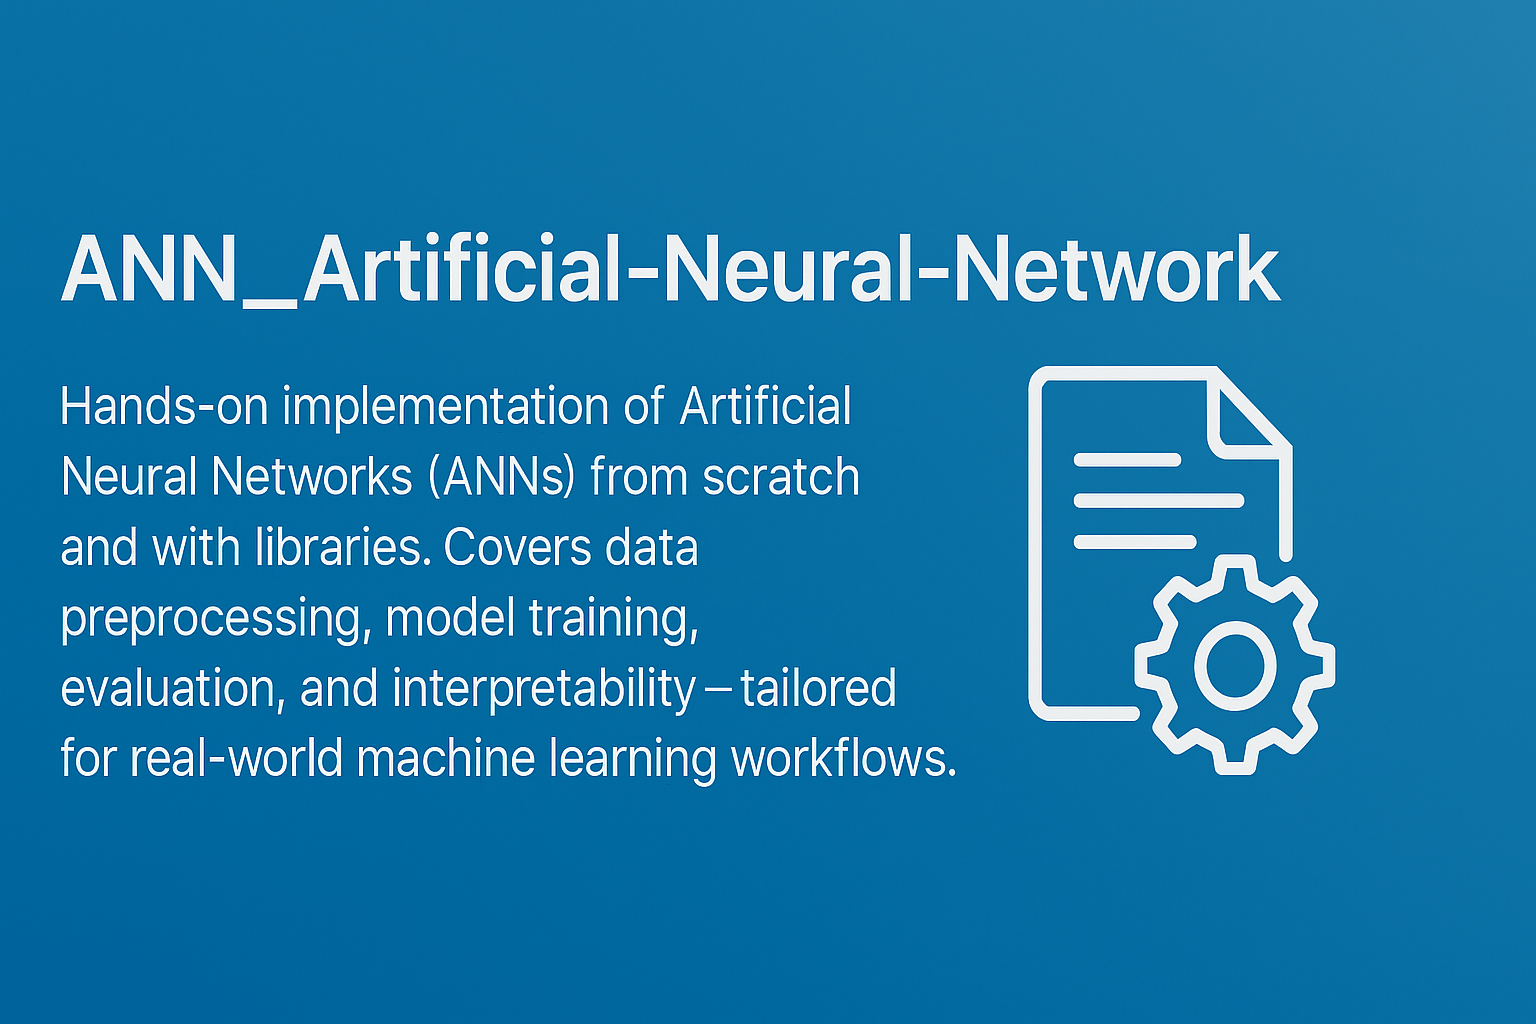 ANN_Artificial-Neural-Network
Hands-on implementation of Artificial
Neural Networks (ANNs) from scratch
and with libraries. Covers data
preprocessing, model training,
evaluation, and interpretability – tailored
for real-world machine learning workflows.